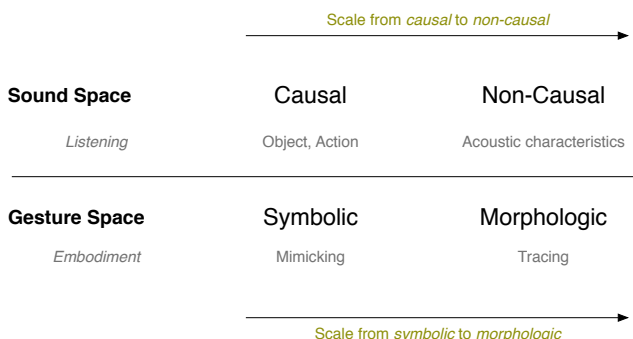 Scale from causal to non-causal
Sound Space Causal Non-Causal
Listening Object, Action Acoustic characteristics
Gesture Space Symbolic Morphologic
Embodiment Mimicking Tracing
Scale from symbolic to morphologic